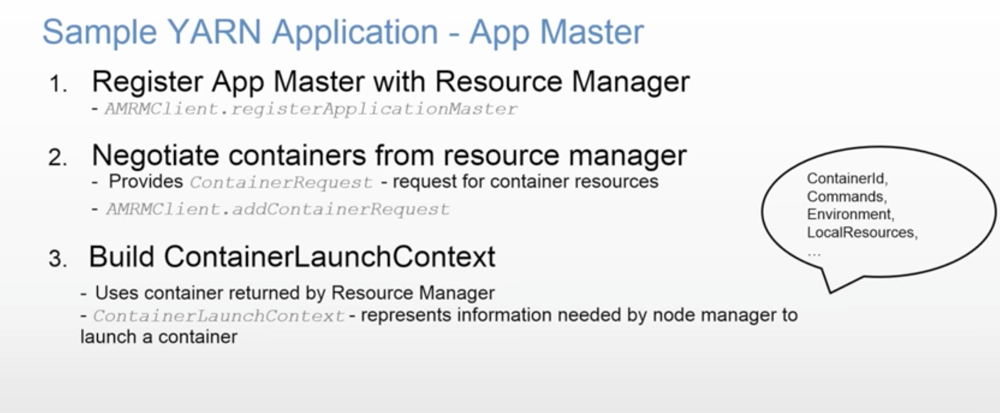 Sample YARN Application - App Master
1. Register App Master with Resource Manager
- AMRMClient.registerApplicationMaster
2. Negotiate containers from resource manager
- Provides ContainerRequest - request for container resources
- AMRMClient.addContainerRequest
ContainerId,
Commands,
Environment,
LocalResources,
...
3. Build ContainerLaunchContext
- Uses container returned by Resource Manager
- ContainerLaunchContext - represents information needed by node manager to
launch a container